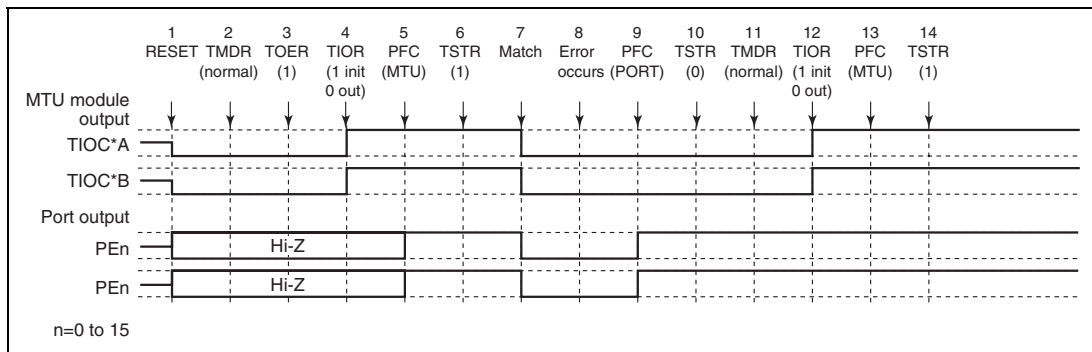 1 2 3 4 5 6 7 8 9 10 11 12 13 14
RESET TMDR TOER TIOR PFC TSTR Match Error PFC TSTR TMDR TIOR PFC TSTR
(normal) (1) (1 init (MTU) (1) occurs (PORT) (0) (normal) (1 init (MTU) (1)
0 out) 0 out)
MTU module
output
TIOC*A
TIOC*B
Port output
PEn Hi-Z
PEn Hi-Z
n=0 to 15